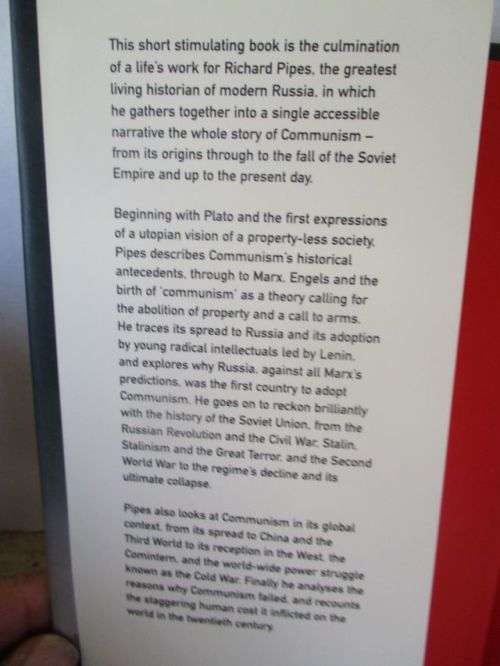 This short stimulating book is the culmination
of a life's work for Richard Pipes, the greatest
living historian of modern Russia, in which
he gathers together into a single accessible
narrative the whole story of Communism –
from its origins through to the fall of the Soviet
Empire and up to the present day.
Beginning with Plato and the first expressions
of a utopian vision of a property-less society,
Pipes describes Communism's historical
antecedents, through to Marx, Engels and the
birth of 'communism' as a theory calling for
the abolition of property and a call to arms.
He traces its spread to Russia and its adoption
by young radical intellectuals led by Lenin,
and explores why Russia, against all Marx's
predictions, was the first country to adopt
Communism. He goes on to reckon brilliantly
with the history of the Soviet Union, from the
Russian Revolution and the Civil War, Stalin,
Stalinism and the Great Terror, and the Second
World War to the regime's decline and its
ultimate collapse.
Pipes also looks at Communism in its global
context, from its spread to China and the
Third World to its reception in the West, the
Comintern, and the world-wide power struggle
known as the Cold War. Finally he analyses the
reasons why Communism failed, and recounts
the staggering human cost it inflicted on the
world in the twentieth century.